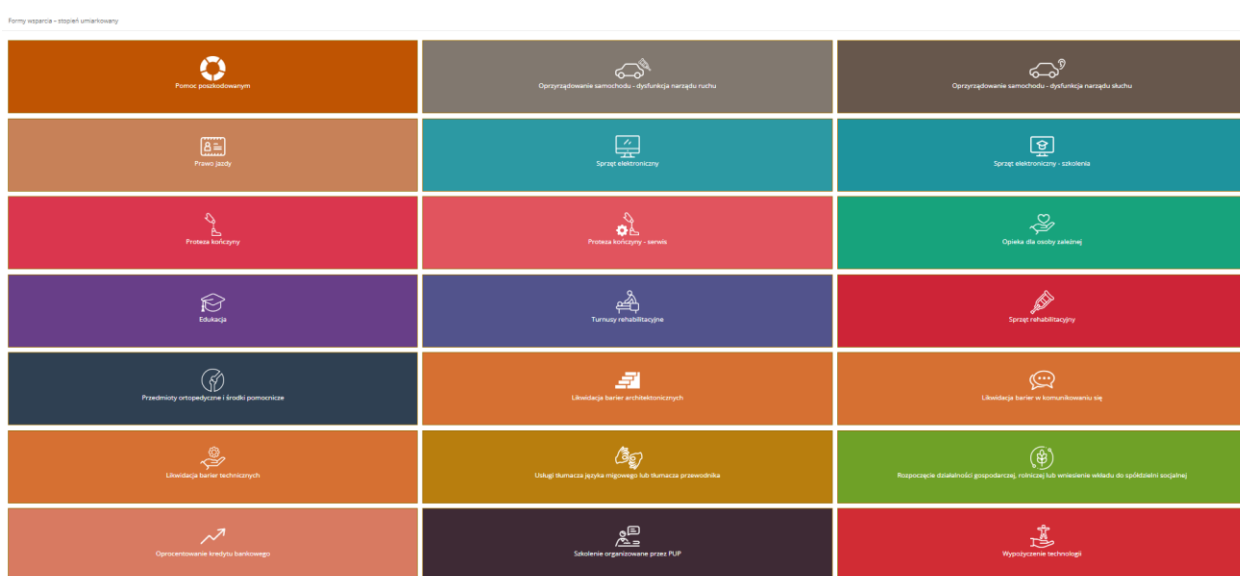 Formy wsparcia – stopień umiarkowany
Pomoc poszkodowanym
Oprzyrządowanie samochodu - dysfunkcja narządu ruchu
Oprzyrządowanie samochodu - dysfunkcja narządu słuchu
Prawo jazdy
Sprzęt elektroniczny
Sprzęt elektroniczny - szkolenia
Proteza kończyny
Proteza kończyny - serwis
Opieka dla osoby zależnej
Edukacja
Turnusy rehabilitacyjne
Sprzęt rehabilitacyjny
Przedmioty ortopedyczne i środki pomocnicze
Likwidacja barier architektonicznych
Likwidacja barier w komunikowaniu się
Likwidacja barier technicznych
Usługi tłumacza języka migowego lub tłumacza przewodnika
Rozpoczęcie działalności gospodarczej, rolniczej lub wniesienie wkładu do spółdzielni socjalnej
Oprocentowanie kredytu bankowego
Szkolenie organizowane przez PUP
Wypożyczenie technologii